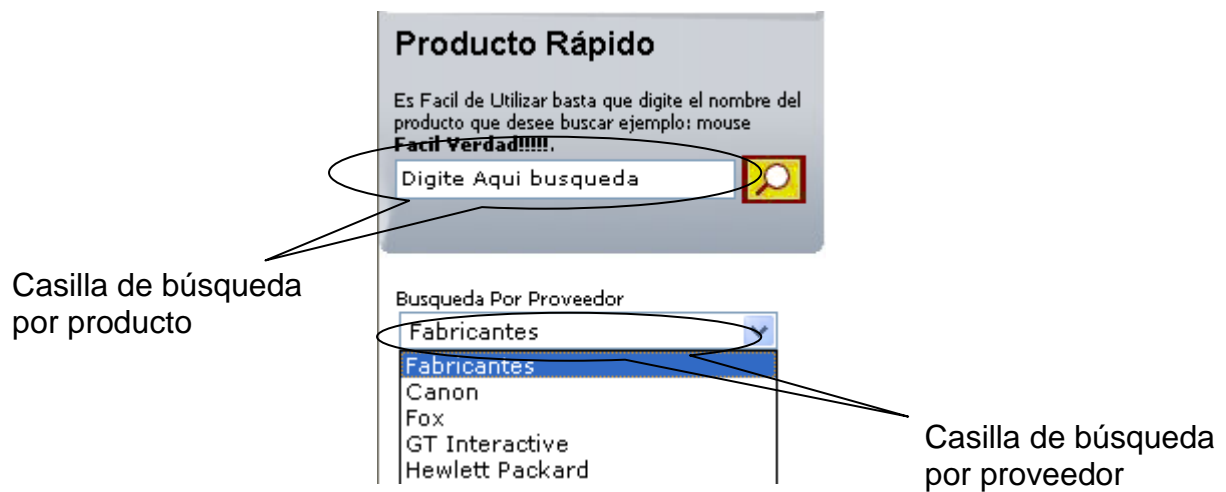 Producto Rápido
Es Facil de Utilizar basta que digite el nombre del
producto que desee buscar ejemplo: mouse
Facil Verdad!!!!!.
Digite Aqui busqueda
Casilla de búsqueda
por producto
Busqueda Por Proveedor
Fabricantes
Fabricantes
Canon
Fox
GT Interactive
Hewlett Packard
Casilla de búsqueda
por proveedor